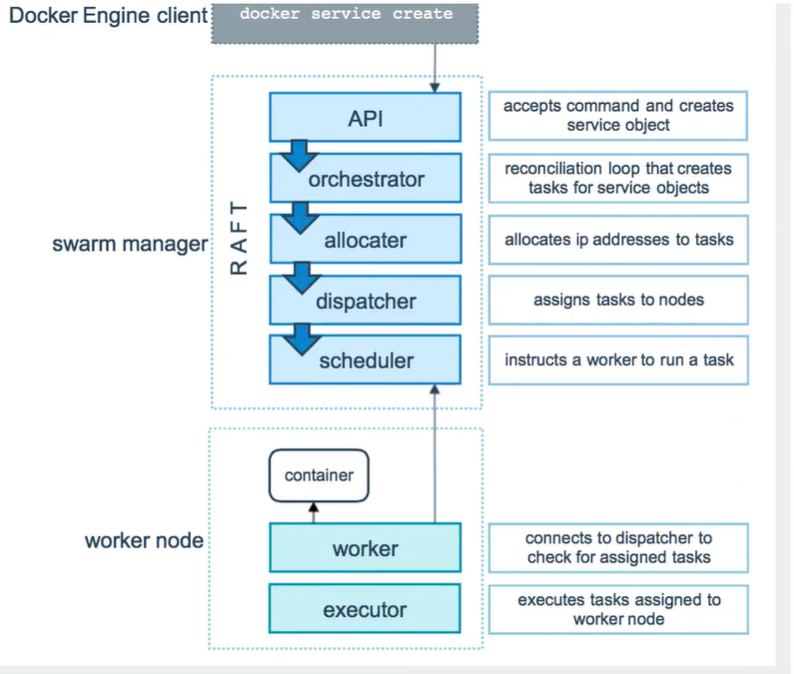 Docker Engine client
docker service create
API
accepts command and creates
service object
orchestrator
reconciliation loop that creates
tasks for service objects
RAFT
swarm manager
allocater
allocates ip addresses to tasks
dispatcher
assigns tasks to nodes
scheduler
instructs a worker to run a task
container
worker node
worker
connects to dispatcher to
check for assigned tasks
executor
executes tasks assigned to
worker node